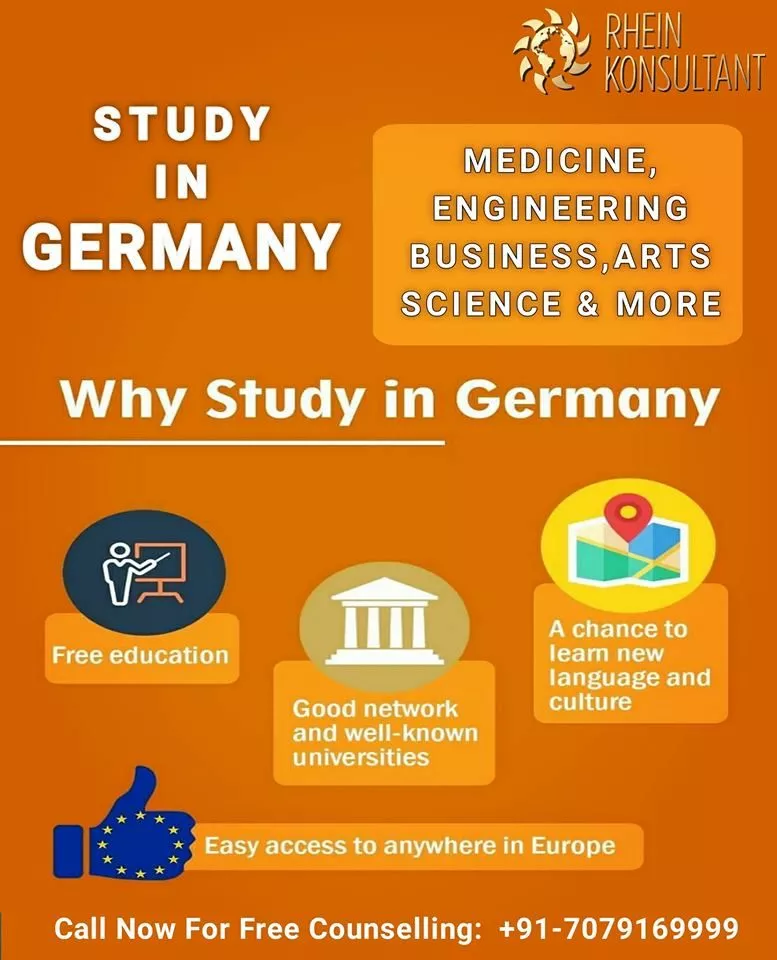 RHEIN
KONSULTANT
STUDY
IN
GERMANY
MEDICINE,
ENGINEERING
BUSINESS,ARTS
SCIENCE & MORE
Why Study in Germany
Free education
Good network
and well-known
universities
A chance to
learn new
language and
culture
Easy access to anywhere in Europe
Call Now For Free Counselling: +91-7079169999